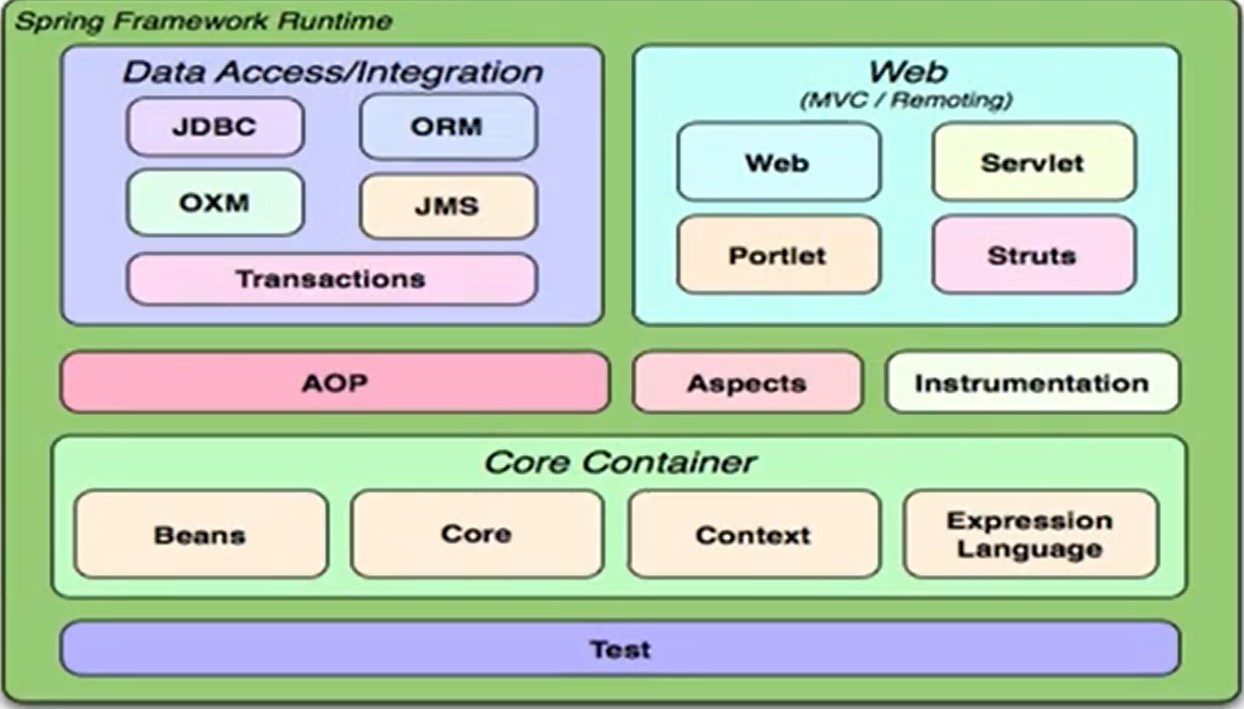 Spring Framework Runtime
Data Access/Integration
JDBC
ORM
OXM
JMS
Transactions
Web
(MVC / Remoting)
Web
Servlet
Portlet
Struts
AOP
Aspects
Instrumentation
Core Container
Beans
Core
Context
Expression
Language
Test